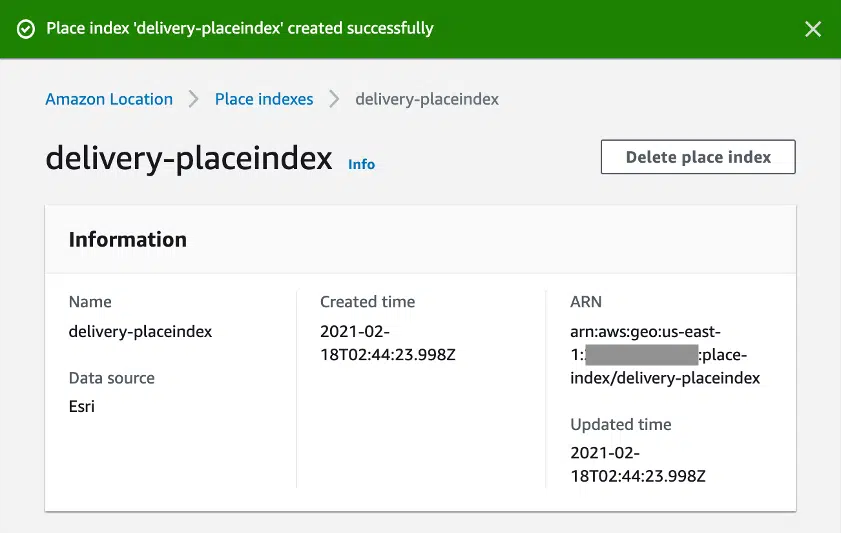 Place index 'delivery-placeindex' created successfully
Amazon Location
Place indexes
delivery-placeindex
delivery-placeindex Info
Delete place index
Information
Name
delivery-placeindex
Data source
Esri
Created time
2021-02-
18T02:44:23.998Z
ARN
arn:aws:geo:us-east-
1: :place-
index/delivery-placeindex
Updated time
2021-02-
18T02:44:23.998Z